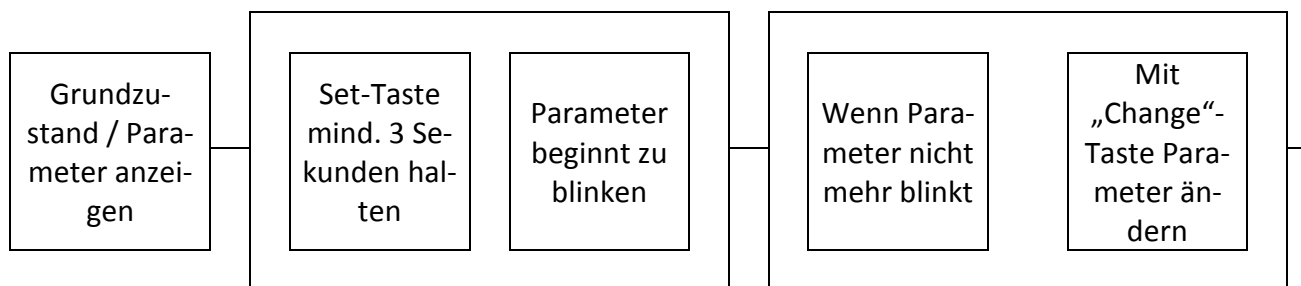 Grundzu-
stand / Para-
meter anzei-
gen
Set-Taste
mind. 3 Se-
kunden hal-
ten
Parameter
beginnt zu
blinken
Wenn Para-
meter nicht
mehr blinkt
Mit
„Change“-
Taste Para-
meter än-
dern